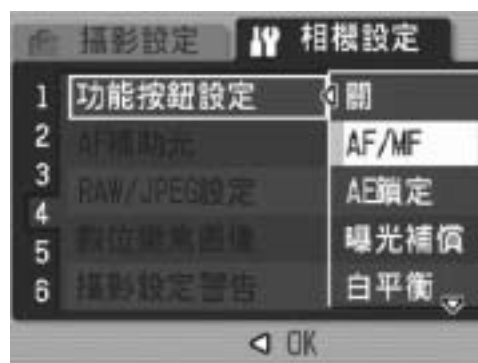 攝影設定 相機設定
1 功能按鈕設定 關
2 AF補助光 AF/MF
3 RAW/JPEG設定 AE鎖定
4
5 曝光補償
6 攝影設定警告 白平衡
OK